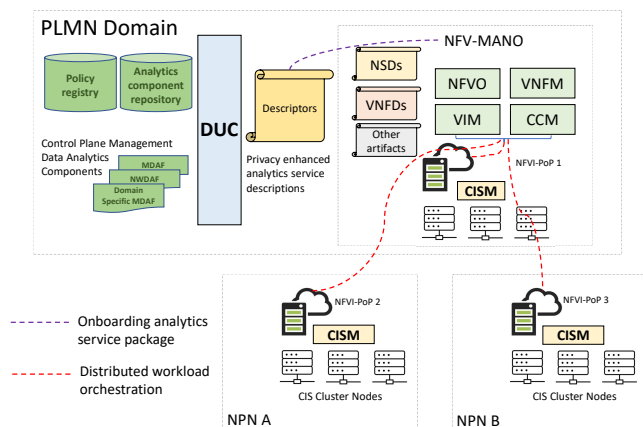 PLMN Domain
Policy
registry
Analytics
component
repository
Control Plane Management
Data Analytics
Components
MDAF
NWDAF
Domain
Specific MDAF
DUC
Descriptors
Privacy enhanced
analytics service
descriptions
NFV-MANO
NSDs
VNFDs
Other
artifacts
NFVO
VNFM
VIM
CCM
NFVI-PoP 1
CISM
NFVI-PoP 2
CISM
CIS Cluster Nodes
NPN A
NFVI-PoP 3
CISM
CIS Cluster Nodes
NPN B
Onboarding analytics
service package
Distributed workload
orchestration